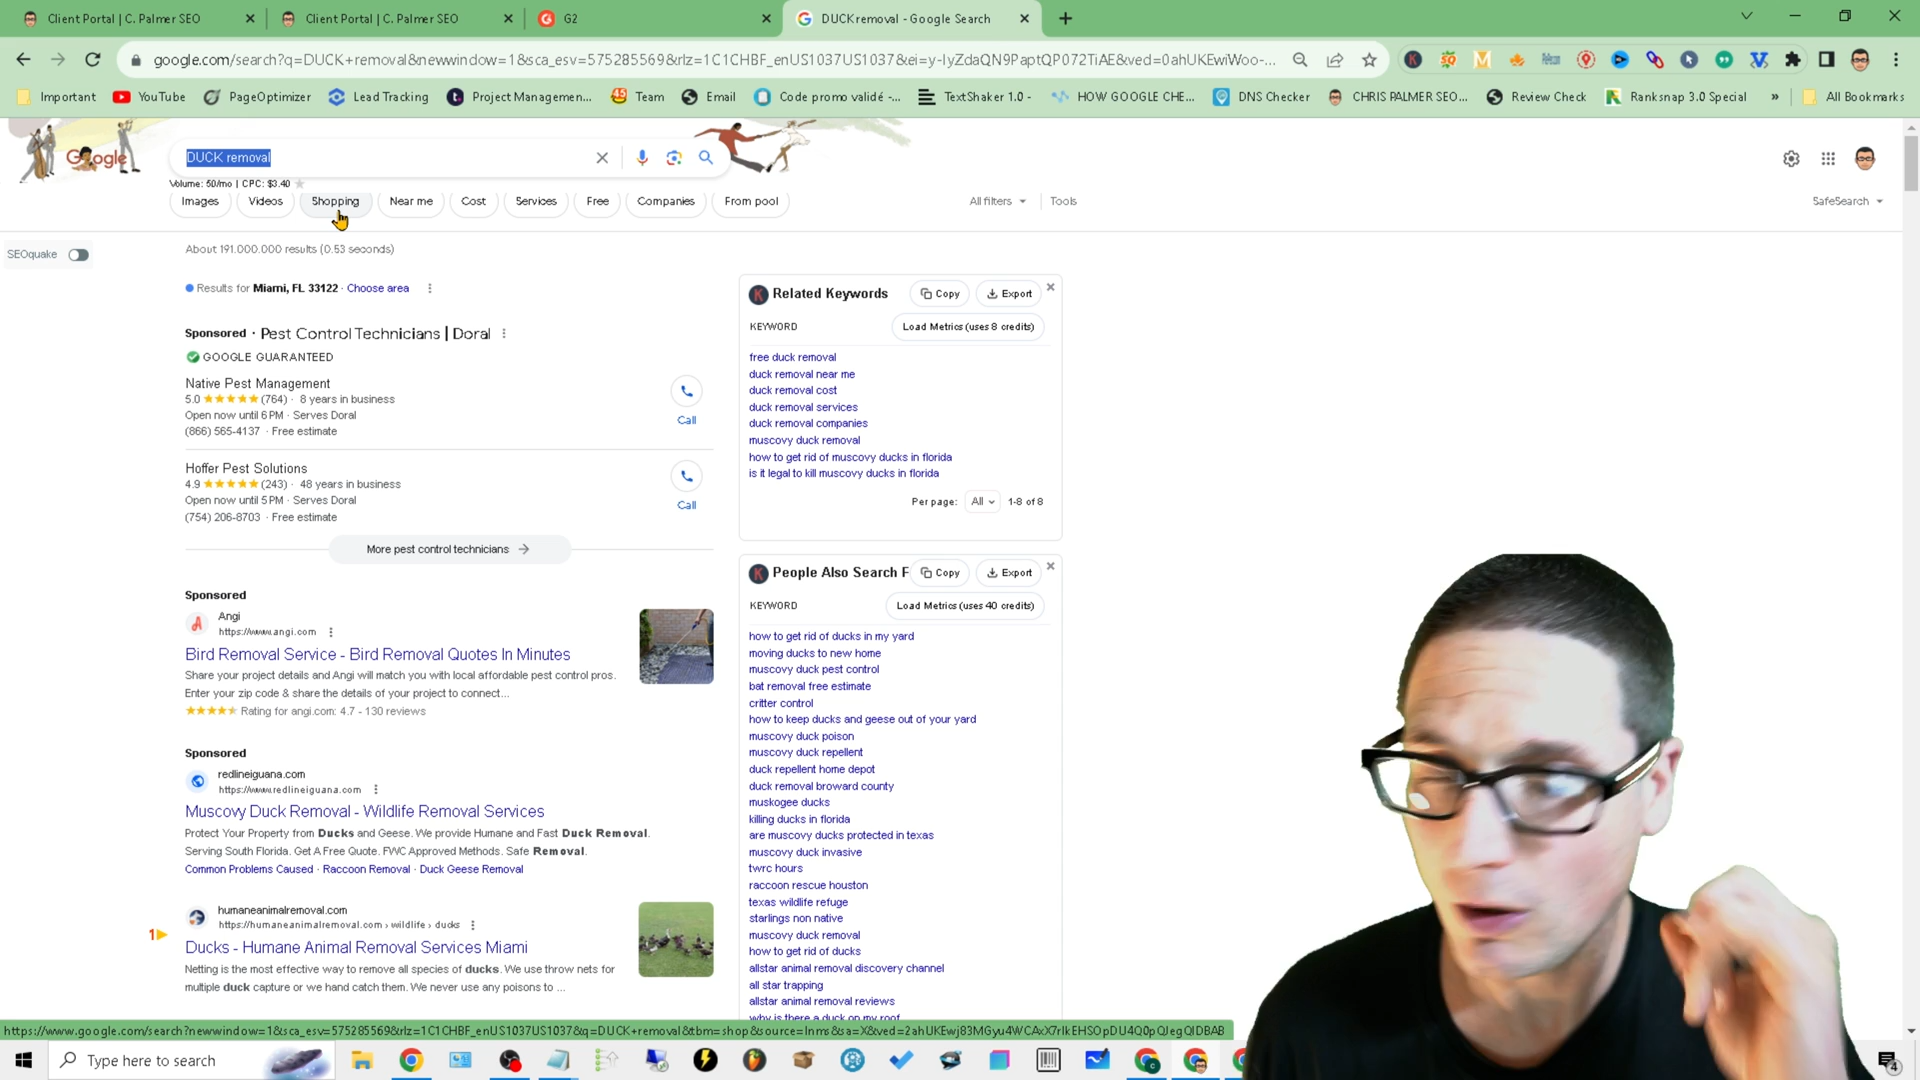 Client Portal | C. Palmer SEO
Client Portal | C. Palmer SEO
G2
DUCK removal - Google Search
google.com/search?q=DUCK+removal&newwindow=1&sca_esv=575285569&rlz=1C1CHBF_enUS1037US1037&ei=y-IyZdaQN9PaptQP072TiAE&ved=0ahUKEwiWoo-...
Important
YouTube
PageOptimizer
Lead Tracking
Project Managemen...
Team
Email
Code promo validé -...
TextShaker 1.0 -
HOW GOOGLE CHE...
DNS Checker
CHRIS PALMER SEO...
Review Check
Ranksnap 3.0 Special
»
All Bookmarks
Google
DUCK removal
Volume: 50/mo | CPC: $3.40
Images
Videos
Shopping
Near me
Cost
Services
Free
Companies
From pool
All filters
Tools
SafeSearch
SEOquake
About 191.000.000 results (0.53 seconds)
Results for Miami, FL 33122 · Choose area
Sponsored · Pest Control Technicians | Doral
GOOGLE GUARANTEED
Native Pest Management
5.0 ★★★★★ (764) · 8 years in business
Open now until 6 PM · Serves Doral
(866) 565-4137 · Free estimate
Call
Hoffer Pest Solutions
4.9 ★★★★★ (243) · 48 years in business
Open now until 5 PM · Serves Doral
(754) 206-8703 · Free estimate
Call
More pest control technicians →
Sponsored
Angi
https://www.angi.com
Bird Removal Service - Bird Removal Quotes In Minutes
Share your project details and Angi will match you with local affordable pest control pros.
Enter your zip code & share the details of your project to connect...
Rating for angi.com: 4.7 - 130 reviews
Sponsored
redlineiguana.com
https://www.redlineiguana.com
Muscovy Duck Removal - Wildlife Removal Services
Protect Your Property from Ducks and Geese. We provide Humane and Fast Duck Removal.
Serving South Florida. Get A Free Quote. FWC Approved Methods. Safe Removal.
Common Problems Caused · Raccoon Removal · Duck Geese Removal
1
humaneanimalremoval.com
https://humaneanimalremoval.com › wildlife › ducks
Ducks - Humane Animal Removal Services Miami
Netting is the most effective way to remove all species of ducks. We use throw nets for
multiple duck capture or we hand catch them. We never use any poisons to ...
Related Keywords
Copy
Export
KEYWORD
Load Metrics (uses 8 credits)
free duck removal
duck removal near me
duck removal cost
duck removal services
duck removal companies
muscovy duck removal
how to get rid of muscovy ducks in florida
is it legal to kill muscovy ducks in florida
Per page: All 1-8 of 8
People Also Search F
Copy
Export
KEYWORD
Load Metrics (uses 40 credits)
how to get rid of ducks in my yard
moving ducks to new home
muscovy duck pest control
bat removal free estimate
critter control
how to keep ducks and geese out of your yard
muscovy duck poison
muscovy duck repellent
duck repellent home depot
duck removal broward county
muskogee ducks
killing ducks in florida
are muscovy ducks protected in texas
muscovy duck invasive
twrc hours
raccoon rescue houston
texas wildlife refuge
starlings non native
muscovy duck removal
how to get rid of ducks
allstar animal removal discovery channel
all star trapping
allstar animal removal reviews
why is there a duck on my roof
Type here to search
4